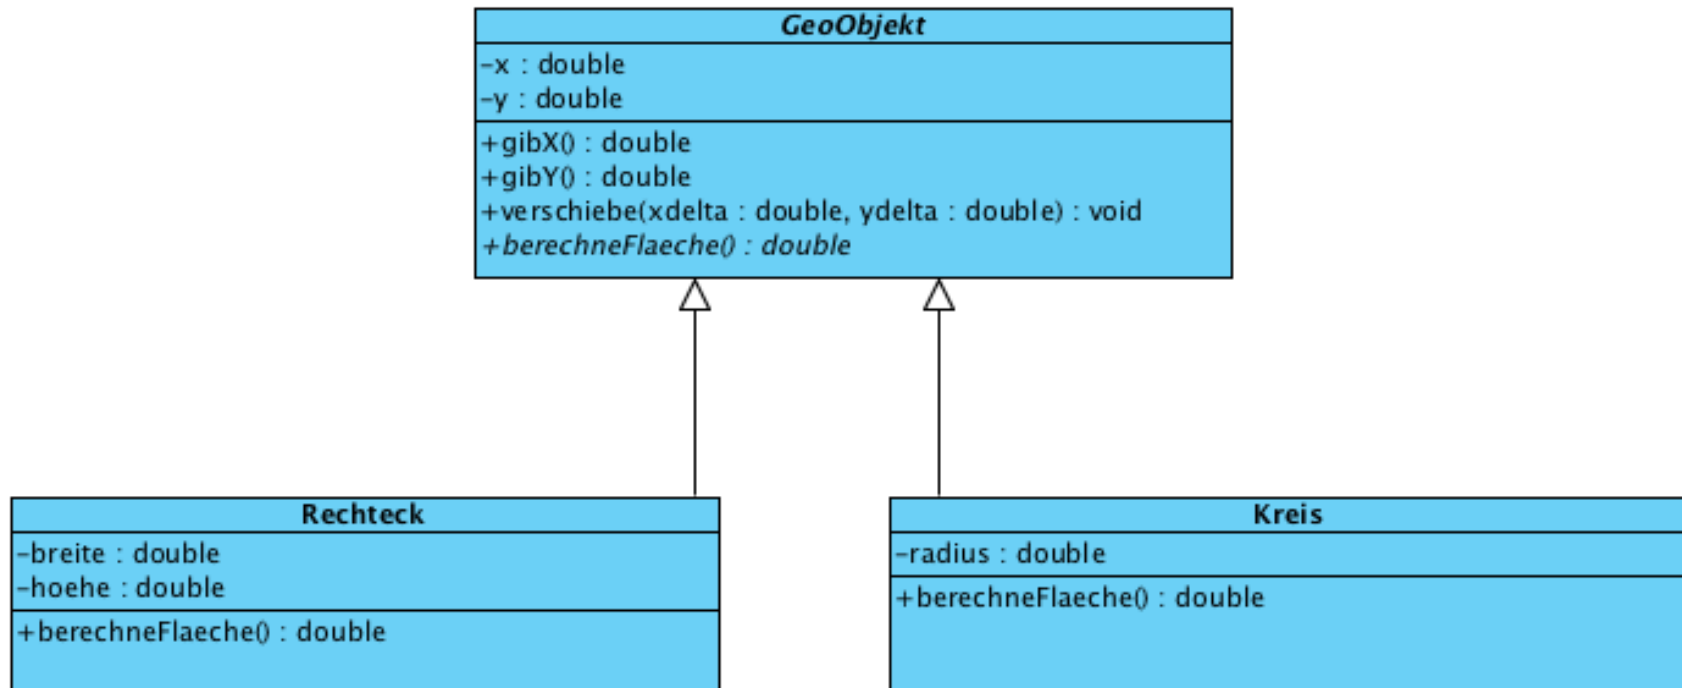 GeoObjekt
-x : double
-y : double
+gibX() : double
+gibY() : double
+verschiebe(xdelta : double, ydelta : double) : void
+berechneFlaeche() : double
Rechteck
-breite : double
-hoehe : double
+berechneFlaeche() : double
Kreis
-radius : double
+berechneFlaeche() : double